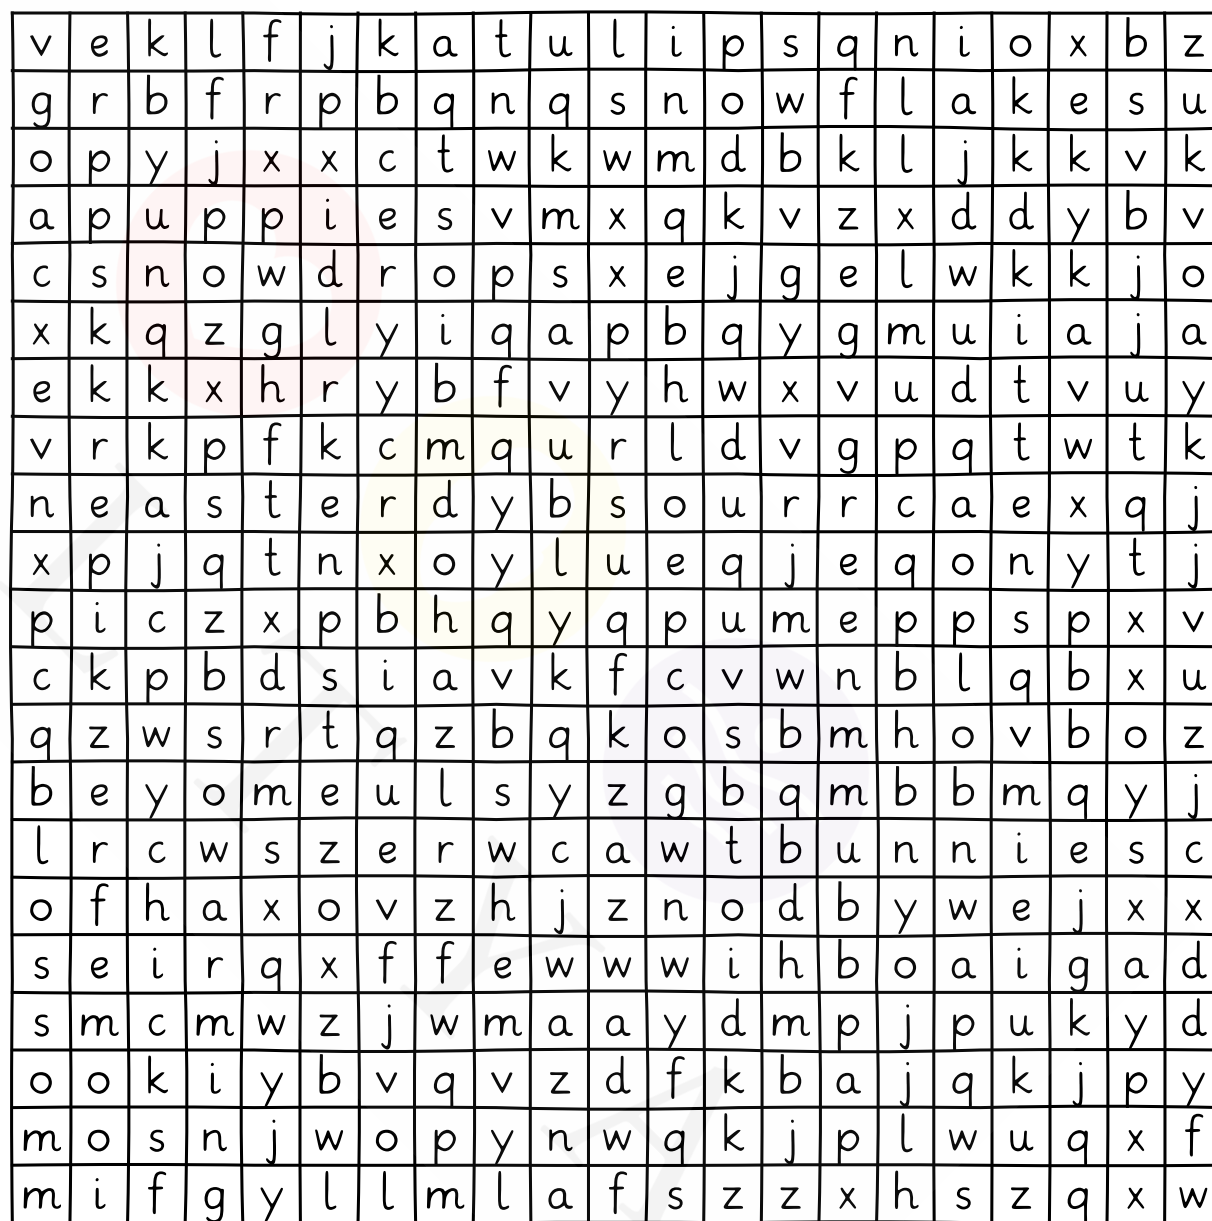 v e k l f j k a t u l i p s q n i o x b z
g r b f r p b q n q s n o w f l a k e s u
o p y j x x c t w k w m d b k l j k k v k
a p u p p i e s v m x q k v z x d d y b v
c s n o w d r o p s x e j g e l w k k j o
x k q z g l y i q a p b q y g m u i a j a
e k k x h r y b f v y h w x v u d t v u y
v r k p f k c m q u r l d v g p q t w t k
n e a s t e r d y b s o u r r c a e x q j
x p j q t n x o y l u e q j e q o n y t j
p i c z x p b h q y q p u m e p p s p x v
c k p b d s i a v k f c v w n b l q b x u
q z w s r t q z b q k o s b m h o v b o z
b e y o m e u l s y z g b q m b b m q y j
l r c w s z e r w c a w t b u n n i e s c
o f h a x o v z h j z n o d b y w e j x x
s e i r q x f f e w w w i h b o a i g a d
s m c m w z j w m a a y d m p j p u k y d
o o k i y b v q v z d f k b a j q k j p y
m o s n j w o p y n w q k j p l w u q x f
m i f g y l l m l a f s z z x h s z q x w